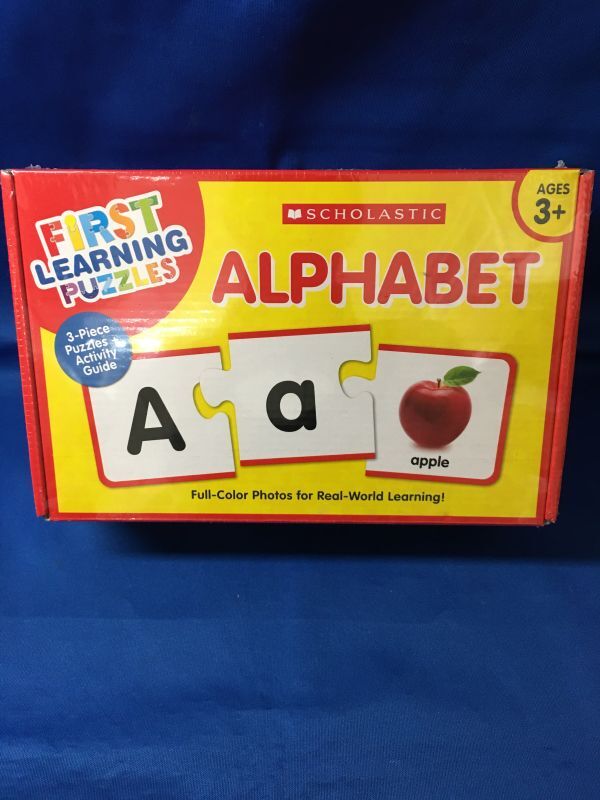 FIRST
LEARNING
PUZZLES
SCHOLASTIC
AGES
3+
ALPHABET
3-Piece
Puzzles +
Activity
Guide
A
a
apple
Full-Color Photos for Real-World Learning!